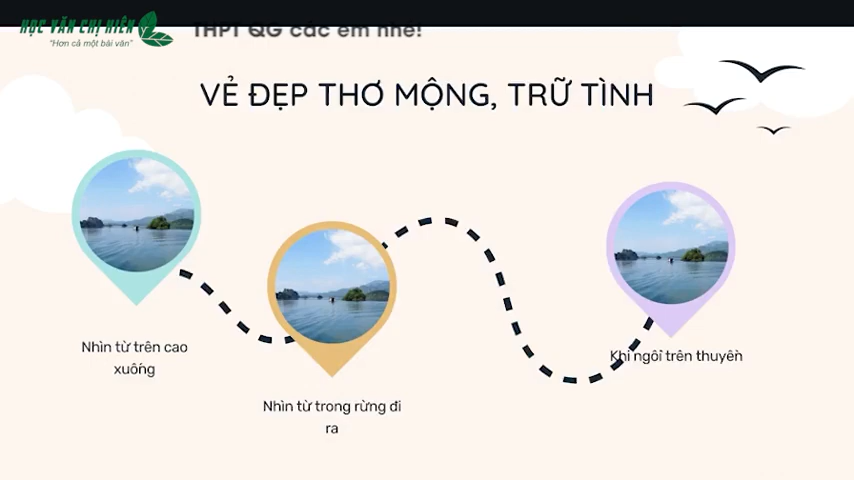 HỌC VĂN CHỊ HIÊN
"Hơn cả một bài văn"
THPT QG các em nhé!
VẺ ĐẸP THƠ MỘNG, TRỮ TÌNH
Nhìn từ trên cao
xuống
Nhìn từ trong rừng đi
ra
Khi ngồi trên thuyền